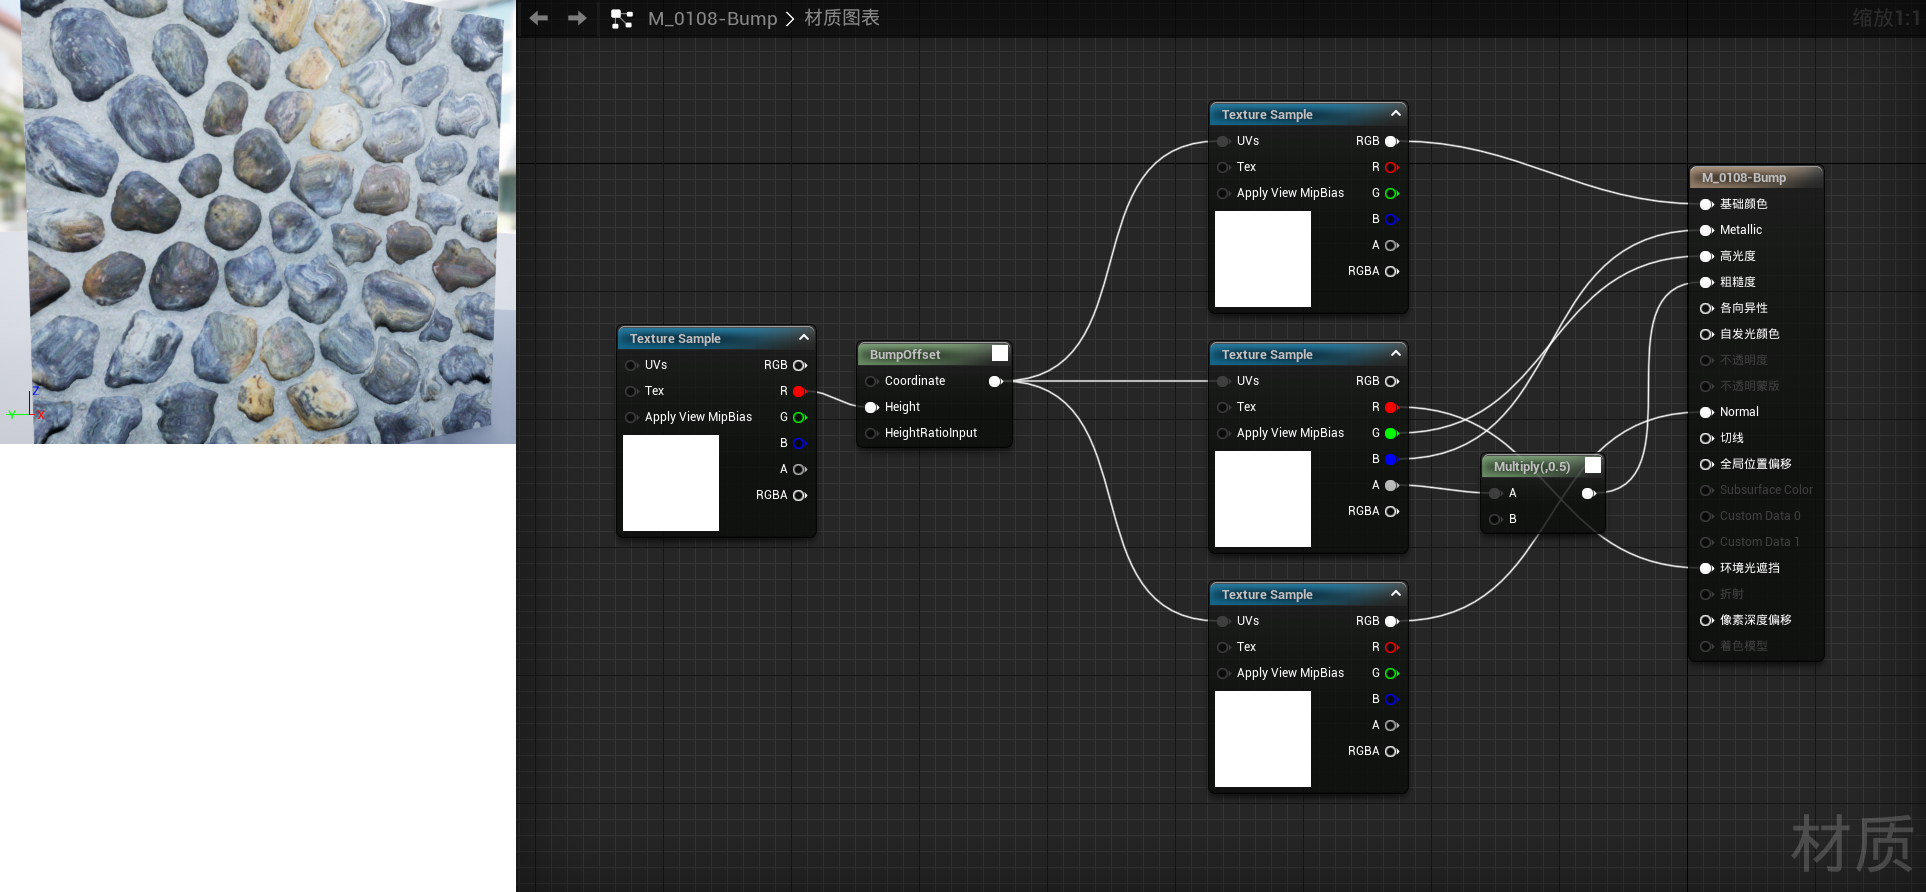 M_0108-Bump > 材质图表
缩放1:1
Z
Y
X
Texture Sample
UVs
RGB
Tex
R
Apply View MipBias
G
B
A
RGBA
BumpOffset
Coordinate
Height
HeightRatioInput
Texture Sample
UVs
RGB
Tex
R
Apply View MipBias
G
B
A
RGBA
Texture Sample
UVs
RGB
Tex
R
Apply View MipBias
G
B
A
RGBA
Texture Sample
UVs
RGB
Tex
R
Apply View MipBias
G
B
A
RGBA
Multiply(,0.5)
A
B
M_0108-Bump
基础颜色
Metallic
高光度
粗糙度
各向异性
自发光颜色
不透明度
不透明蒙版
Normal
切线
全局位置偏移
Subsurface Color
Custom Data 0
Custom Data 1
环境光遮挡
折射
像素深度偏移
着色模型
材质